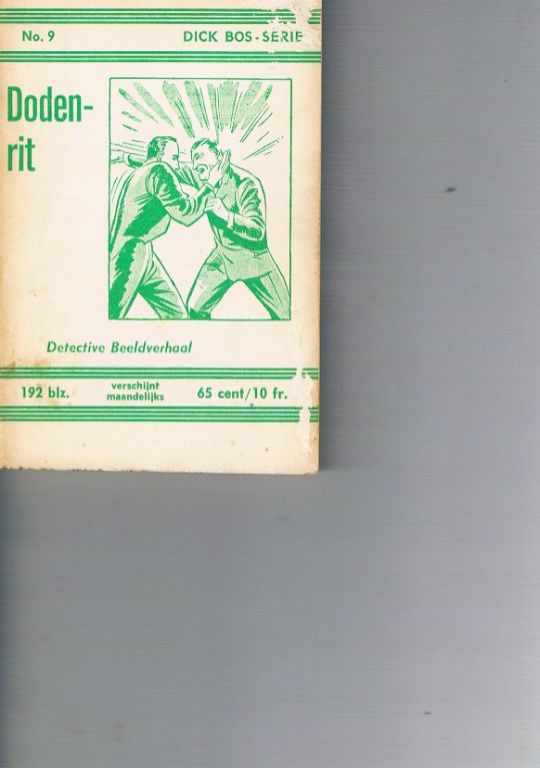 No. 9 DICK BOS-SERIE
Doden-
rit
Detective Beeldverhaal
192 blz. verschijnt maandelijks 65 cent/10 fr.